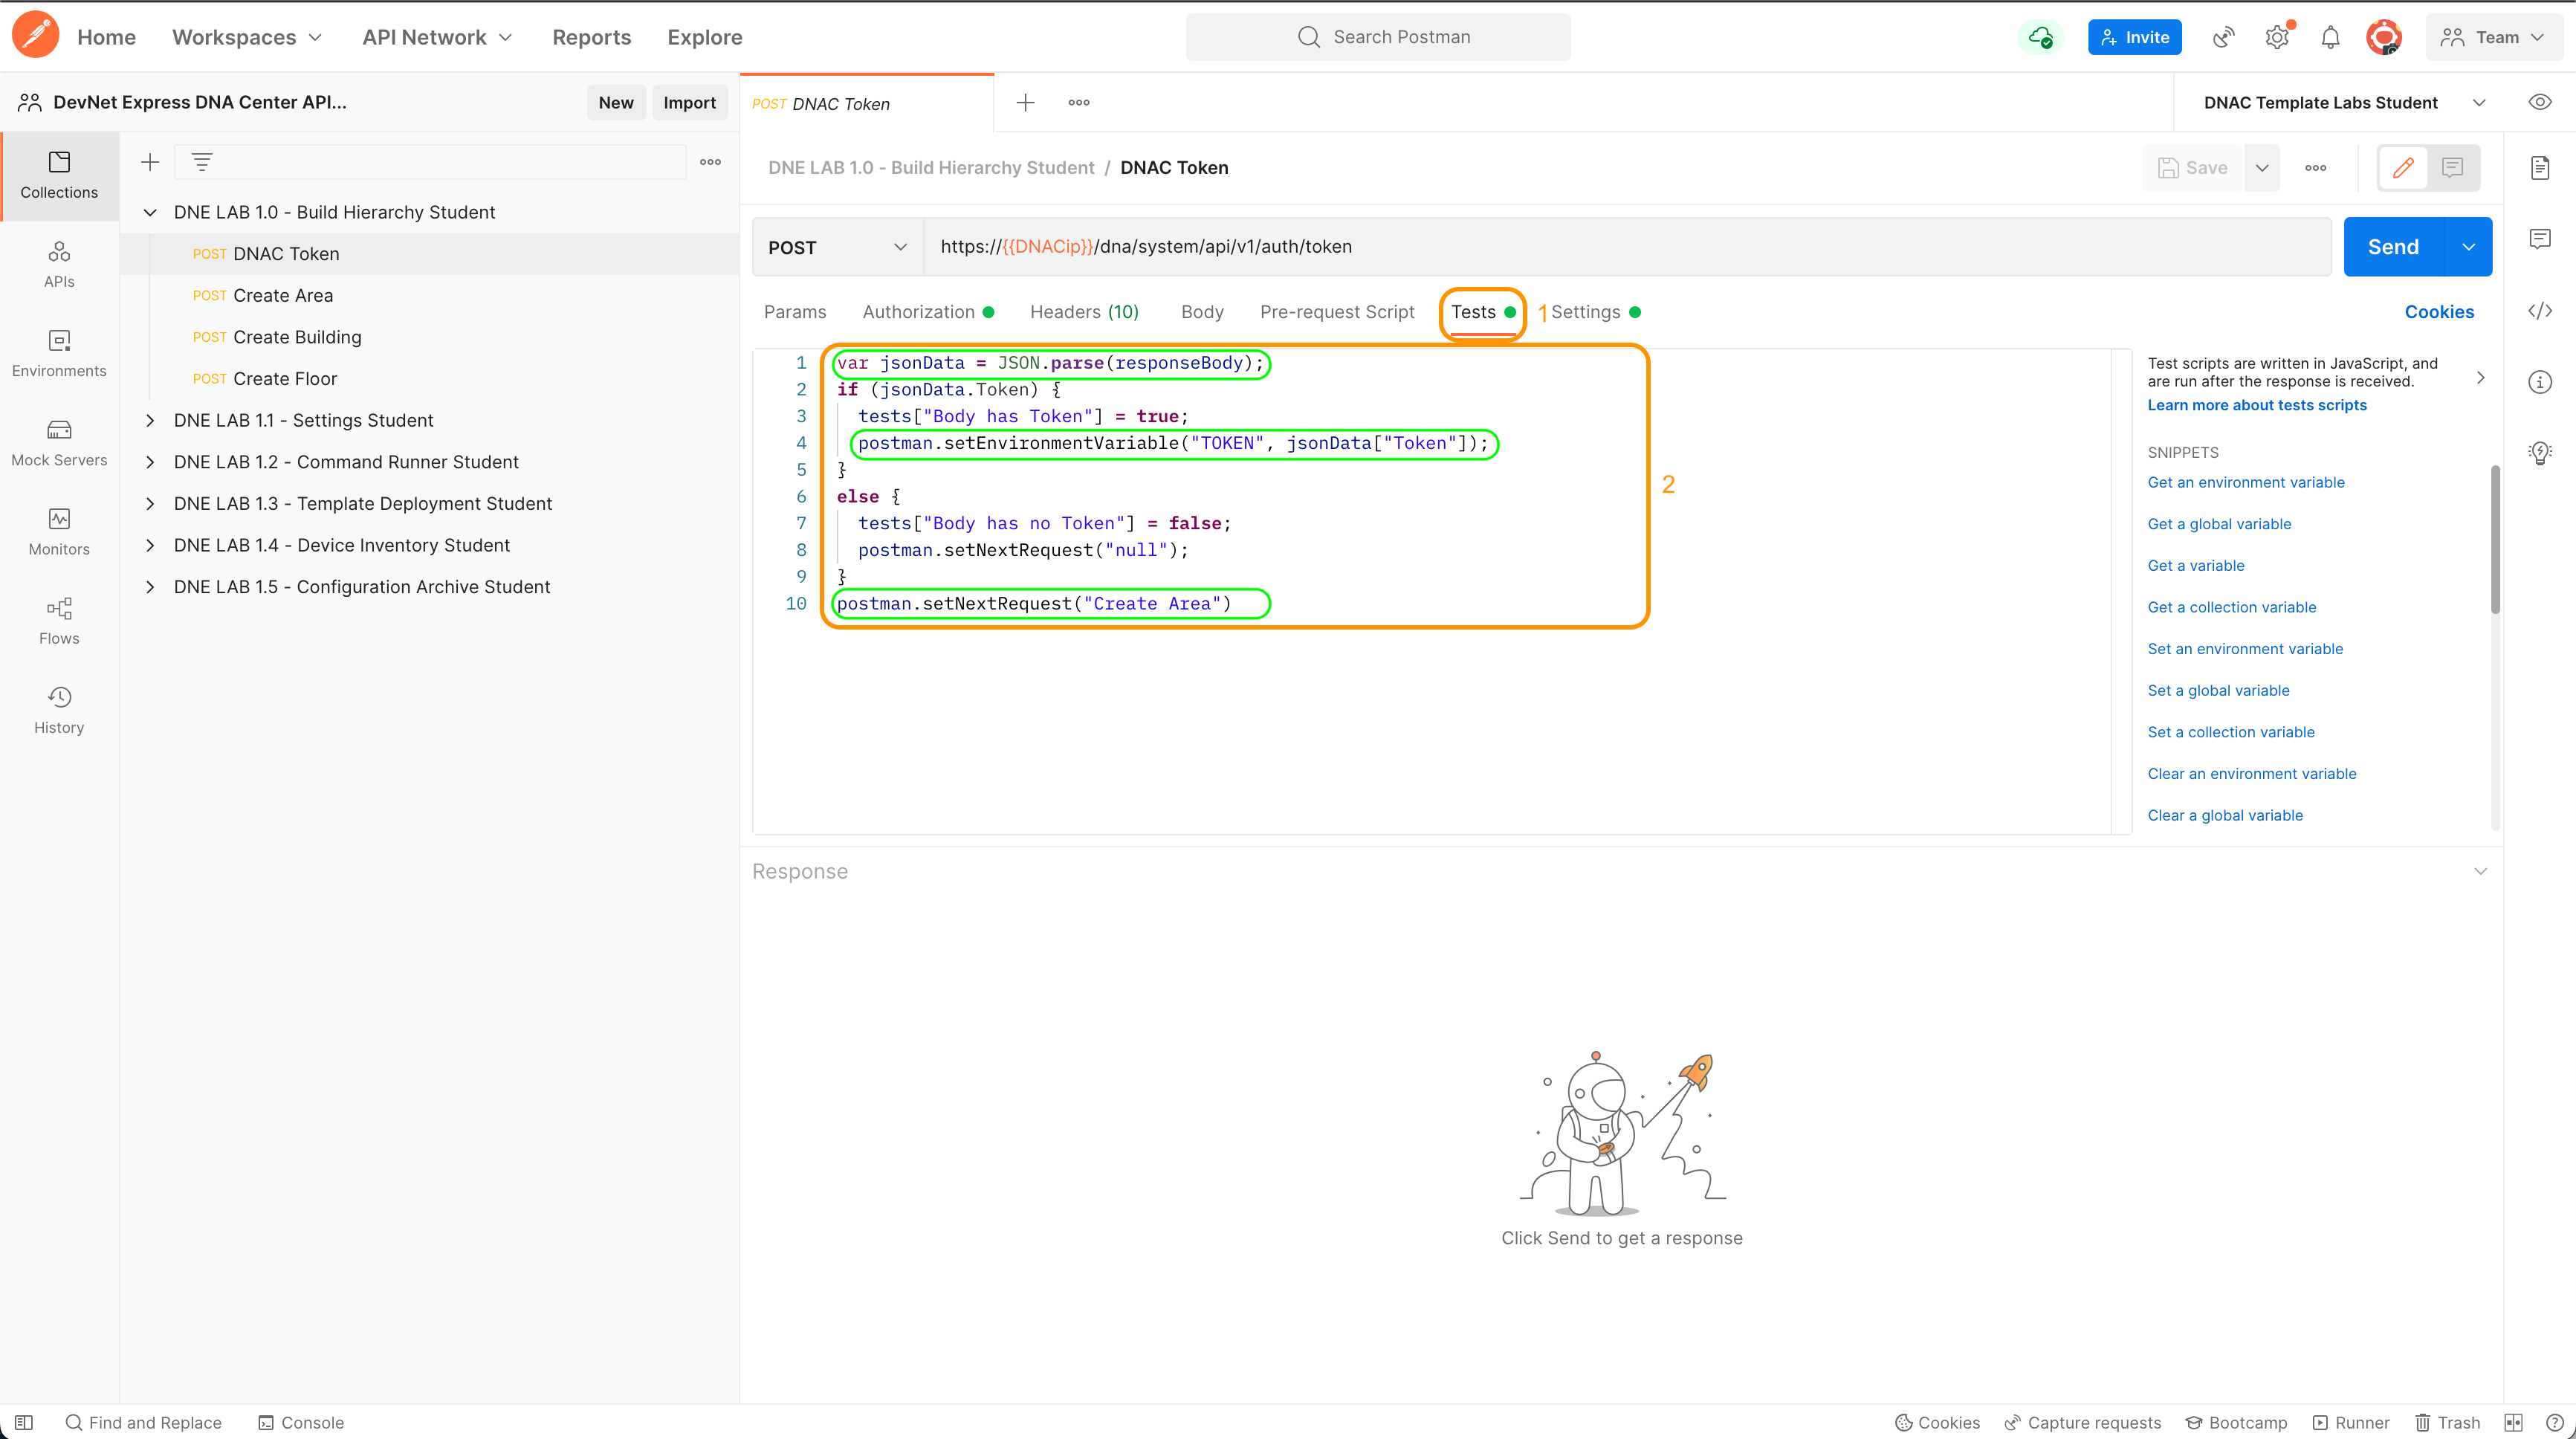 Home Workspaces API Network Reports Explore Search Postman Invite Team
DevNet Express DNA Center API... New Import
POST DNAC Token
DNAC Template Labs Student
Collections
APIs
Environments
Mock Servers
Monitors
Flows
History
DNE LAB 1.0 - Build Hierarchy Student
POST DNAC Token
POST Create Area
POST Create Building
POST Create Floor
DNE LAB 1.1 - Settings Student
DNE LAB 1.2 - Command Runner Student
DNE LAB 1.3 - Template Deployment Student
DNE LAB 1.4 - Device Inventory Student
DNE LAB 1.5 - Configuration Archive Student
DNE LAB 1.0 - Build Hierarchy Student / DNAC Token
Save
POST https://{{DNACip}}/dna/system/api/v1/auth/token Send
Params Authorization Headers (10) Body Pre-request Script Tests 1 Settings Cookies
1 var jsonData = JSON.parse(responseBody);
2 if (jsonData.Token) {
3 tests["Body has Token"] = true;
4 postman.setEnvironmentVariable("TOKEN", jsonData["Token"]);
5 }
6 else {
7 tests["Body has no Token"] = false;
8 postman.setNextRequest("null");
9 }
10 postman.setNextRequest("Create Area")
2
Test scripts are written in JavaScript, and
are run after the response is received.
Learn more about tests scripts
SNIPPETS
Get an environment variable
Get a global variable
Get a variable
Get a collection variable
Set an environment variable
Set a global variable
Set a collection variable
Clear an environment variable
Clear a global variable
Response
Click Send to get a response
Find and Replace Console Cookies Capture requests Bootcamp Runner Trash